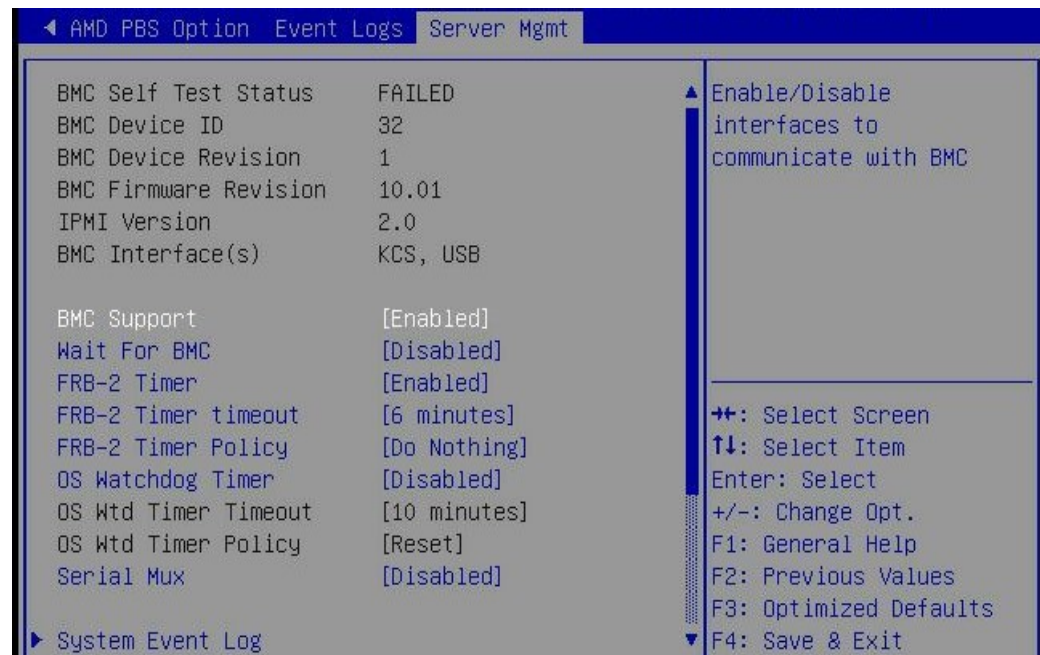 AMD PBS Option Event Logs Server Mgmt
BMC Self Test Status FAILED
BMC Device ID 32
BMC Device Revision 1
BMC Firmware Revision 10.01
IPMI Version 2.0
BMC Interface(s) KCS, USB
BMC Support [Enabled]
Wait For BMC [Disabled]
FRB-2 Timer [Enabled]
FRB-2 Timer timeout [6 minutes]
FRB-2 Timer Policy [Do Nothing]
OS Watchdog Timer [Disabled]
OS Wtd Timer Timeout [10 minutes]
OS Wtd Timer Policy [Reset]
Serial Mux [Disabled]
System Event Log
Enable/Disable
interfaces to
communicate with BMC
→←: Select Screen
↑↓: Select Item
Enter: Select
+/-: Change Opt.
F1: General Help
F2: Previous Values
F3: Optimized Defaults
F4: Save & Exit